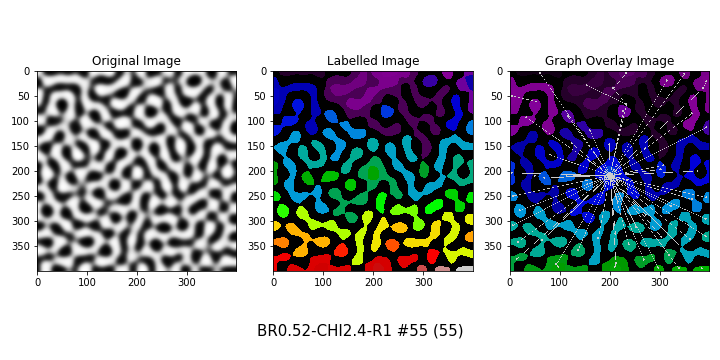 Original Image Labelled Image Graph Overlay Image
0 0 0
50 50 50
100 100 100
150 150 150
200 200 200
250 250 250
300 300 300
350 350 350
0 100 200 300 0 100 200 300 0 100 200 300
BR0.52-CHI2.4-R1 #55 (55)